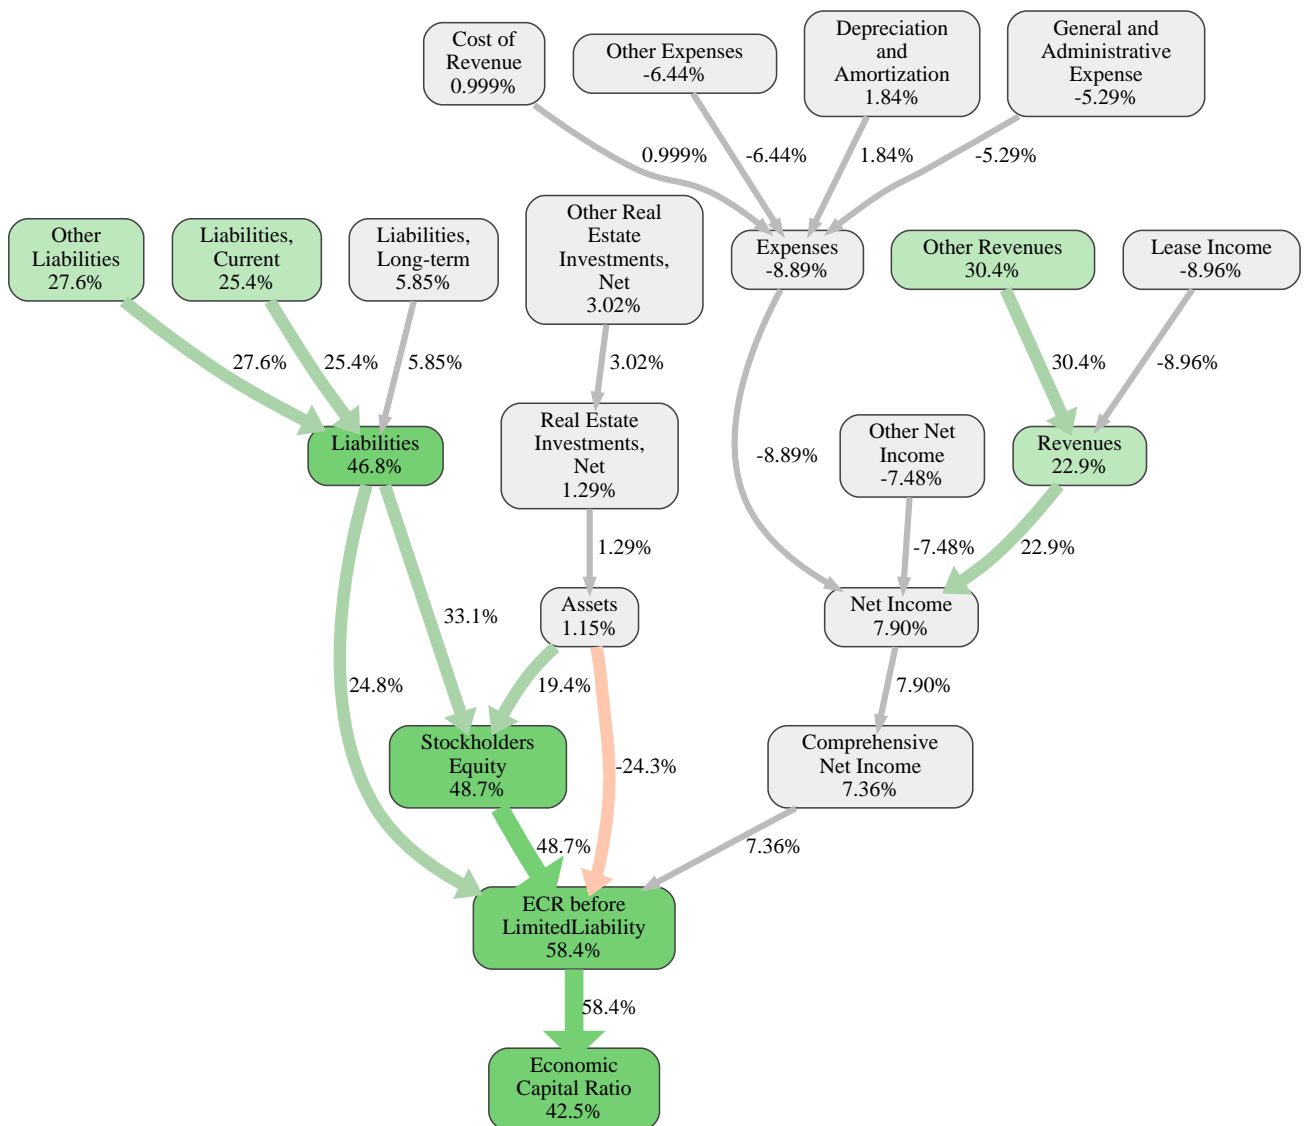 Cost of
Revenue
0.999%
Other Expenses
-6.44%
Depreciation
and
Amortization
1.84%
General and
Administrative
Expense
-5.29%
0.999%
-6.44%
1.84%
-5.29%
Other
Liabilities
27.6%
Liabilities,
Current
25.4%
Liabilities,
Long-term
5.85%
Other Real
Estate
Investments,
Net
3.02%
Expenses
-8.89%
Other Revenues
30.4%
Lease Income
-8.96%
27.6%
25.4%
5.85%
3.02%
30.4%
-8.96%
Liabilities
46.8%
Real Estate
Investments,
Net
1.29%
-8.89%
Other Net
Income
-7.48%
Revenues
22.9%
1.29%
-7.48%
22.9%
Assets
1.15%
Net Income
7.90%
33.1%
24.8%
19.4%
7.90%
Stockholders
Equity
48.7%
-24.3%
Comprehensive
Net Income
7.36%
48.7%
7.36%
ECR before
LimitedLiability
58.4%
58.4%
Economic
Capital Ratio
42.5%